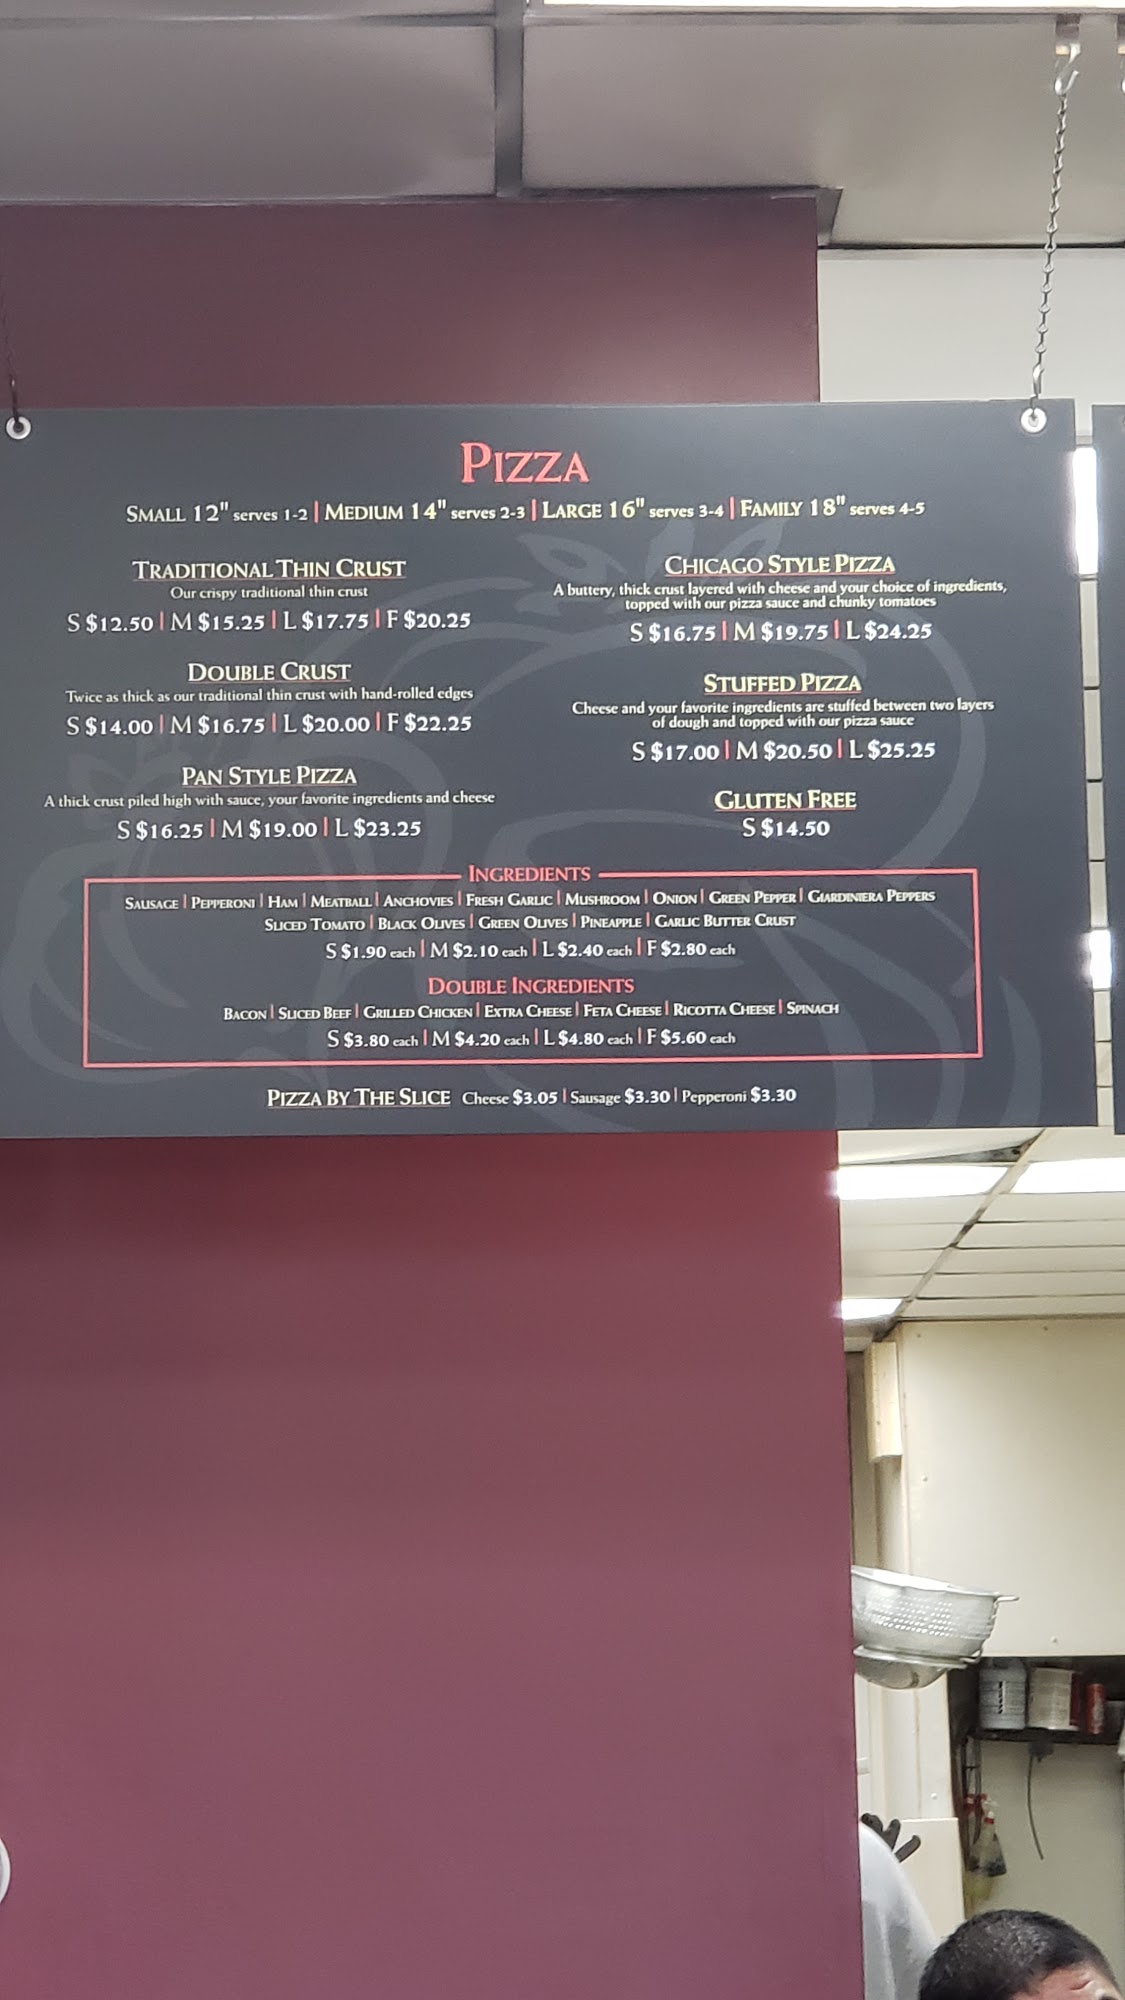 PIZZA
SMALL 12" serves 1-2 | MEDIUM 14" serves 2-3 | LARGE 16" serves 3-4 | FAMILY 18" serves 4-5
TRADITIONAL THIN CRUST
Our crispy traditional thin crust
S $12.50 | M $15.25 | L $17.75 | F $20.25
DOUBLE CRUST
Twice as thick as our traditional thin crust with hand-rolled edges
S $14.00 | M $16.75 | L $20.00 | F $22.25
PAN STYLE PIZZA
A thick crust piled high with sauce, your favorite ingredients and cheese
S $16.25 | M $19.00 | L $23.25
CHICAGO STYLE PIZZA
A buttery, thick crust layered with cheese and your choice of ingredients,
topped with our pizza sauce and chunky tomatoes
S $16.75 | M $19.75 | L $24.25
STUFFED PIZZA
Cheese and your favorite ingredients are stuffed between two layers
of dough and topped with our pizza sauce
S $17.00 | M $20.50 | L $25.25
GLUTEN FREE
S $14.50
INGREDIENTS
SAUSAGE | PEPPERONI | HAM | MEATBALL | ANCHOVIES | FRESH GARLIC | MUSHROOM | ONION | GREEN PEPPER | GIARDINIERA PEPPERS
SLICED TOMATO | BLACK OLIVES | GREEN OLIVES | PINEAPPLE | GARLIC BUTTER CRUST
S $1.90 each | M $2.10 each | L $2.40 each | F $2.80 each
DOUBLE INGREDIENTS
BACON | SLICED BEEF | GRILLED CHICKEN | EXTRA CHEESE | FETA CHEESE | RICOTTA CHEESE | SPINACH
S $3.80 each | M $4.20 each | L $4.80 each | F $5.60 each
PIZZA BY THE SLICE Cheese $3.05 | Sausage $3.30 | Pepperoni $3.30